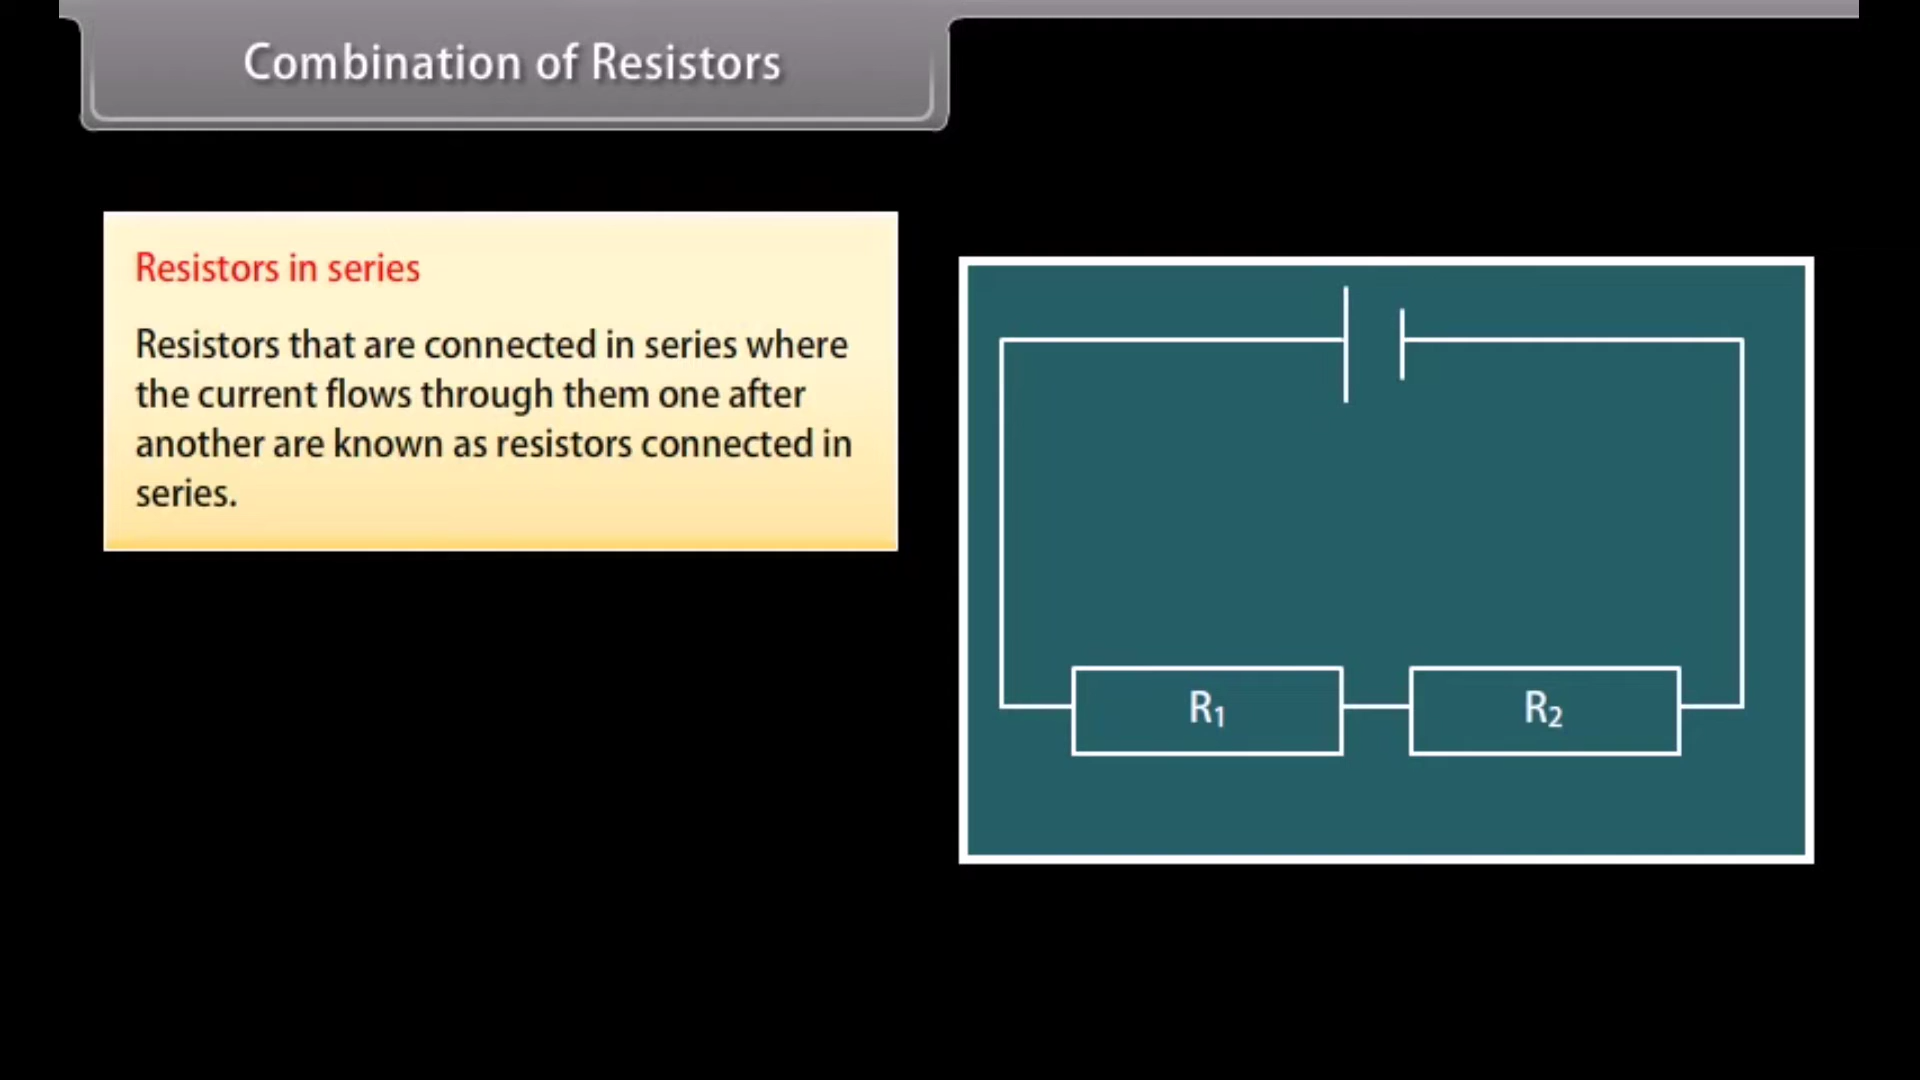 Combination of Resistors
Resistors in series
Resistors that are connected in series where
the current flows through them one after
another are known as resistors connected in
series.
R₁
R₂